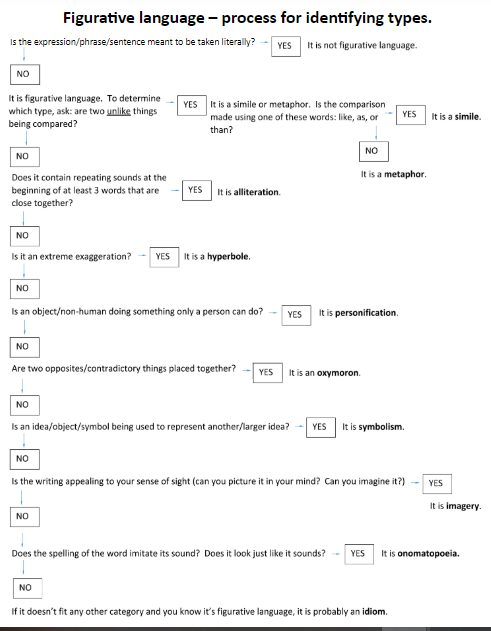 Figurative language – process for identifying types.
Is the expression/phrase/sentence meant to be taken literally? YES It is not figurative language.
NO
It is figurative language. To determine
which type, ask: are two unlike things
being compared?
YES
It is a simile or metaphor. Is the comparison
made using one of these words: like, as, or
than?
YES
It is a simile.
NO
NO
It is a metaphor.
Does it contain repeating sounds at the
beginning of at least 3 words that are
close together?
YES
It is alliteration.
NO
Is it an extreme exaggeration? YES It is a hyperbole.
NO
Is an object/non-human doing something only a person can do? YES It is personification.
NO
Are two opposites/contradictory things placed together? YES It is an oxymoron.
NO
Is an idea/object/symbol being used to represent another/larger idea? YES It is symbolism.
NO
Is the writing appealing to your sense of sight (can you picture it in your mind? Can you imagine it?) YES
It is imagery.
NO
Does the spelling of the word imitate its sound? Does it look just like it sounds? YES It is onomatopoeia.
NO
If it doesn't fit any other category and you know it's figurative language, it is probably an idiom.